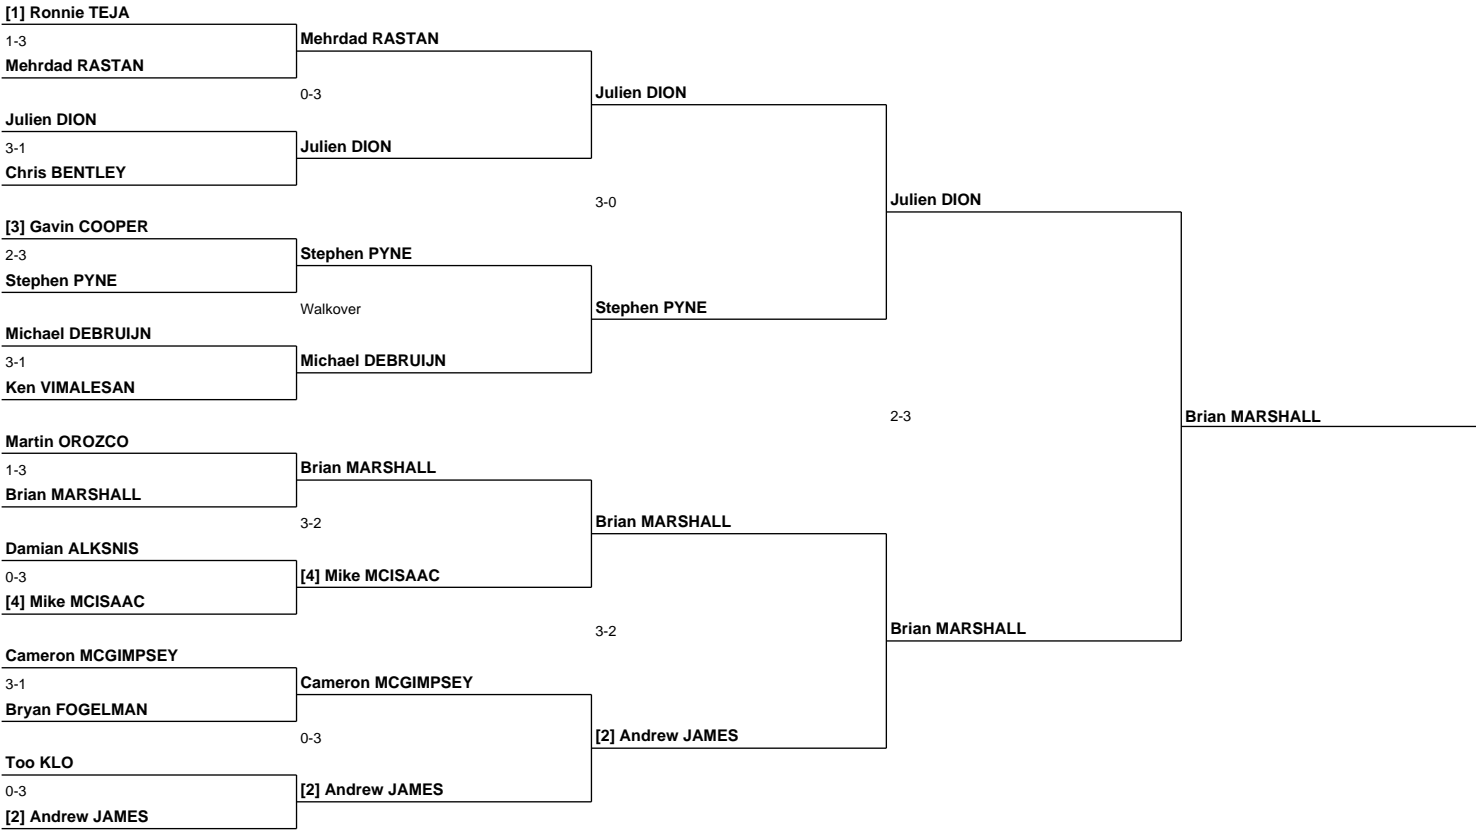 [1] Ronnie TEJA
1-3
Mehrdad RASTAN
Julien DION
3-1
Chris BENTLEY
[3] Gavin COOPER
2-3
Stephen PYNE
Michael DEBRUIJN
3-1
Ken VIMALESAN
Martin OROZCO
1-3
Brian MARSHALL
Damian ALKSNIS
0-3
[4] Mike MCISAAC
Cameron MCGIMPSEY
3-1
Bryan FOGELMAN
Too KLO
0-3
[2] Andrew JAMES
Mehrdad RASTAN
0-3
Julien DION
Stephen PYNE
Walkover
Michael DEBRUIJN
Brian MARSHALL
3-2
[4] Mike MCISAAC
Cameron MCGIMPSEY
0-3
[2] Andrew JAMES
Julien DION
3-0
Stephen PYNE
Brian MARSHALL
3-2
[2] Andrew JAMES
Julien DION
2-3
Brian MARSHALL
Brian MARSHALL